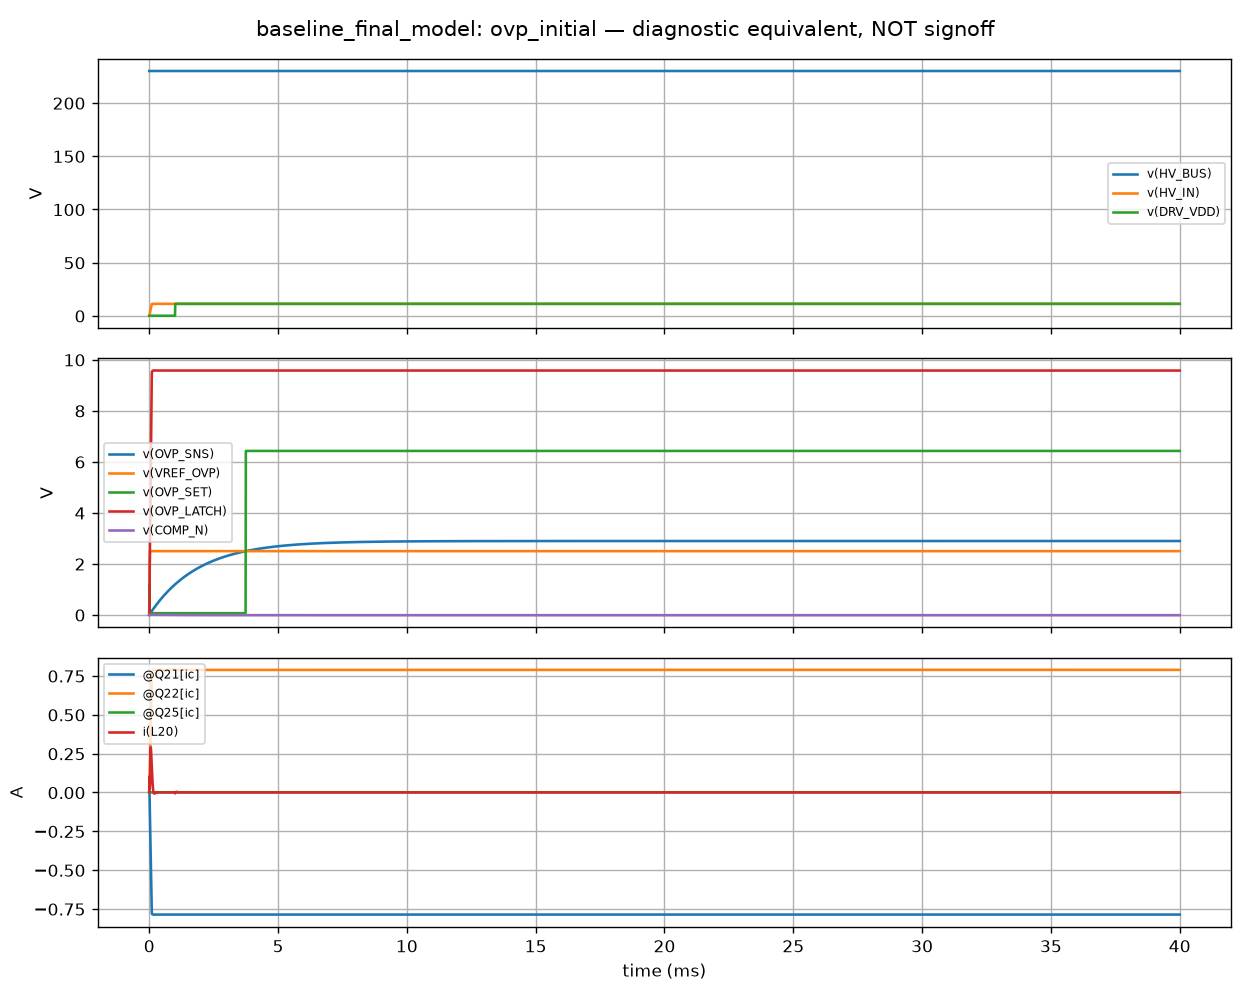 baseline_final_model: ovp_initial — diagnostic equivalent, NOT signoff
200
150
100
50
0
V
v(HV_BUS)
v(HV_IN)
v(DRV_VDD)
10
8
6
4
2
0
V
v(OVP_SNS)
v(VREF_OVP)
v(OVP_SET)
v(OVP_LATCH)
v(COMP_N)
0.75
0.50
0.25
0.00
−0.25
−0.50
−0.75
A
@Q21[ic]
@Q22[ic]
@Q25[ic]
i(L20)
0 5 10 15 20 25 30 35 40
time (ms)